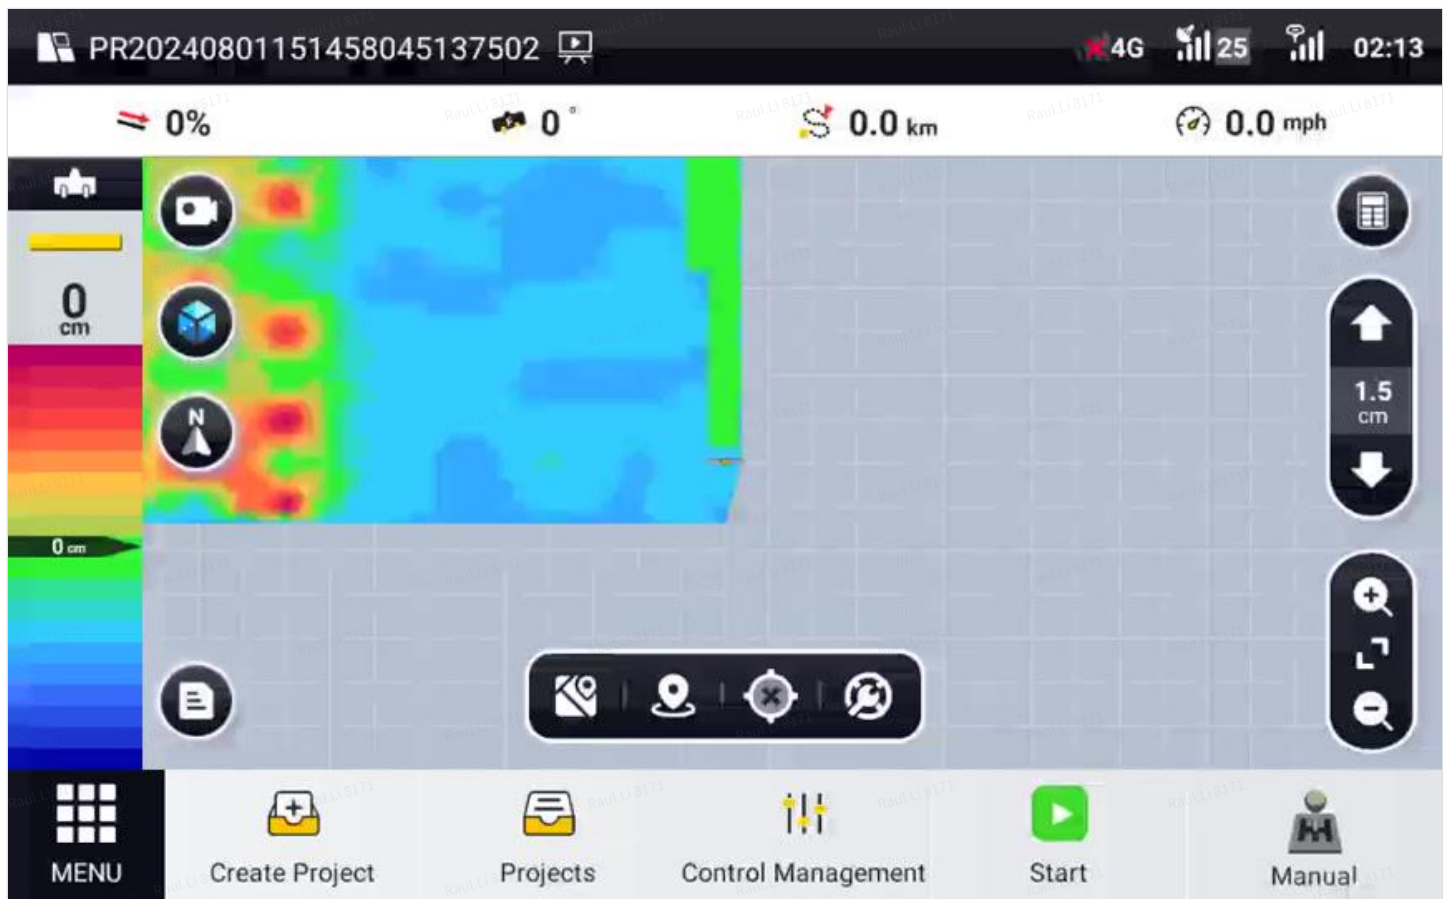 PR20240801151458045137502
4G
25
02:13
0%
0°
0.0 km
0.0 mph
0
cm
1.5
cm
N
0 cm
MENU
Create Project
Projects
Control Management
Start
Manual
RauLLi8171